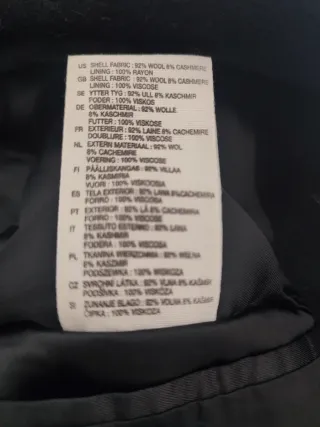 US SHELL FABRIC : 92% WOOL 8% CASHMERE
LINING : 100% RAYON
GB SHELL FABRIC : 92% WOOL 8% CASHMERE
LINING : 100% VISCOSE
SE YTTER TYG : 92% ULL 8% KASCHMIR
FODER : 100% VISKOS
DE OBERMATERIAL : 92% WOLLE
8% KASCHMIR
FUTTER : 100% VISKOSE
FR EXTERIEUR : 92% LAINE 8% CACHEMIRE
DOUBLURE : 100% VISCOSE
NL EXTERN MATERIAAL : 92% WOL
8% CACHEMIRE
VOERING : 100% VISCOSE
FI PÄÄLLISKANGAS : 92% VILLAA
8% KASMIRIA
VUORI : 100% VISKOOSIA
ES TELA EXTERIOR : 92% LANA 8% CACHEMIRE
FORRO : 100% VISCOSA
PT EXTERIOR : 92% LÃ 8% CACHEMIRE
FORRO : 100% VISCOSE
IT TESSUTO ESTERNO : 92% LANA
8% KASHMIR
FODERA : 100% VISCOSA
PL TKANINA WIERZCHNIA : 92% WEŁNA
8% KASZMIR
PODSZEWKA : 100% WISKOZA
CZ SVRCHNÍ LÁTKA : 92% VLNA 8% KAŠMÍR
PODŠÍVKA : 100% VISKÓZA
ZUNANJE BLAGO : 92% VOLNA 8% KAŠMIR
100% VISKOZA